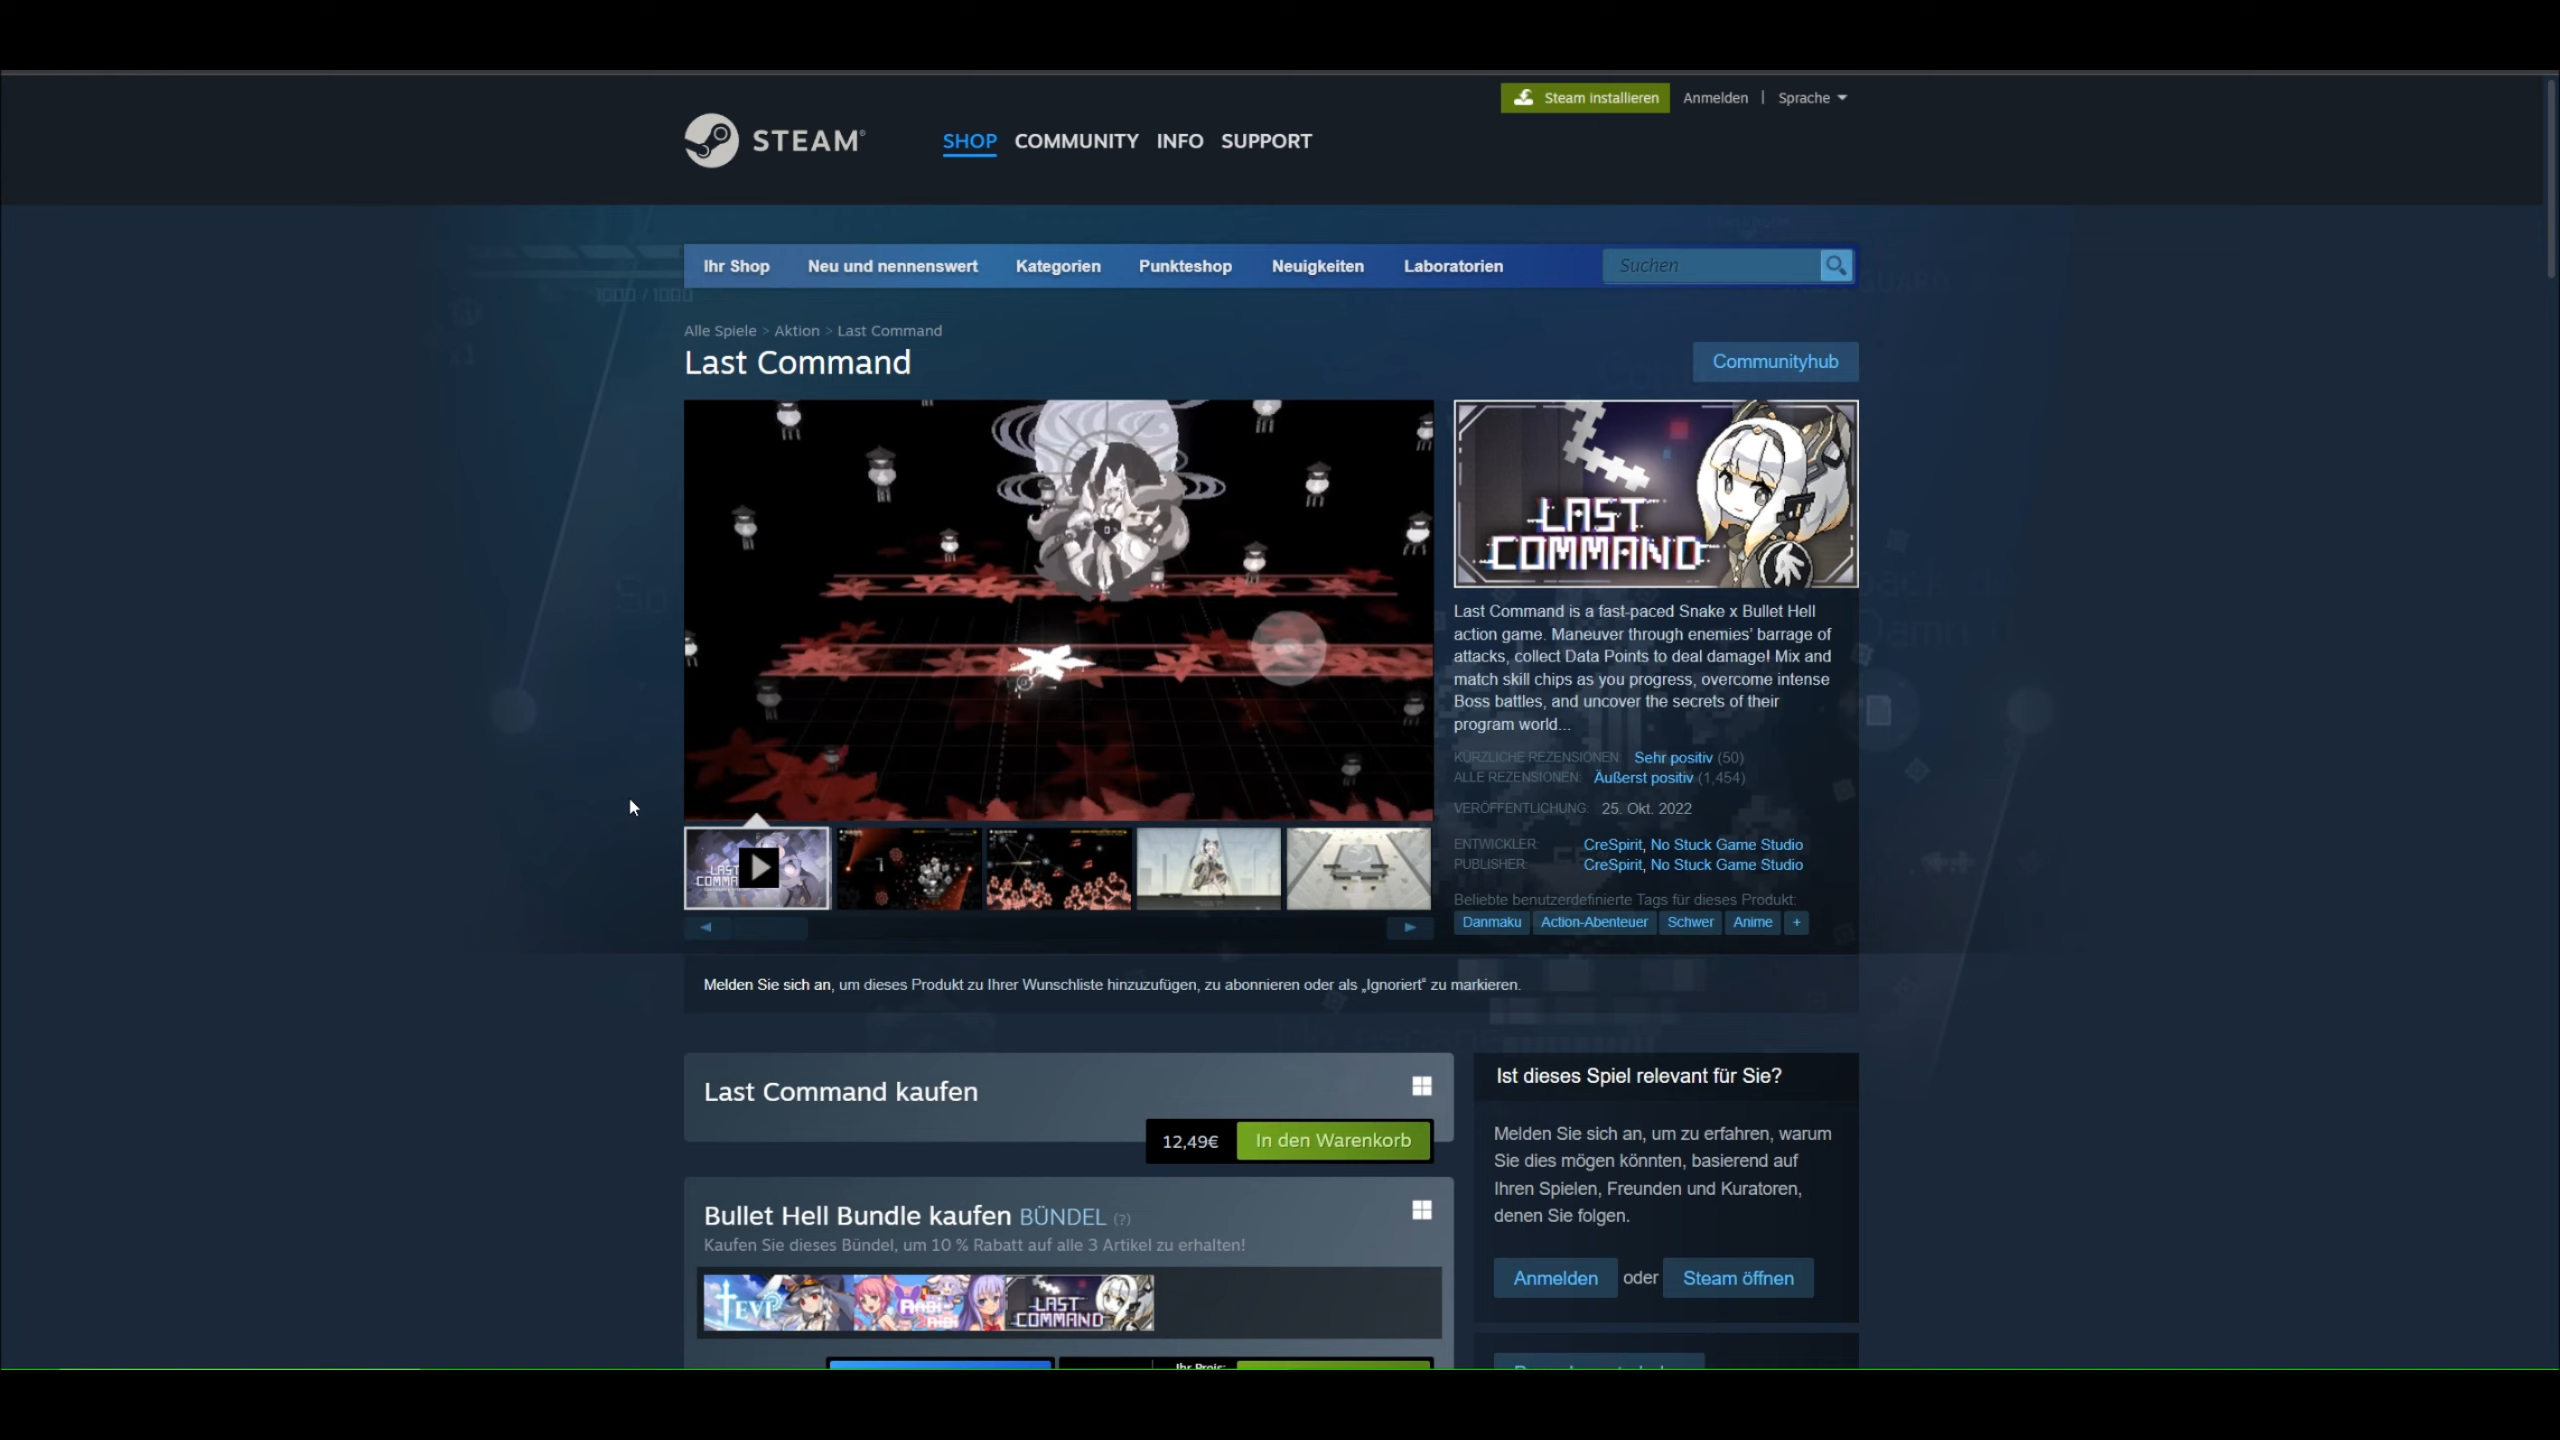 Steam installieren Anmelden | Sprache
STEAM®
SHOP COMMUNITY INFO SUPPORT
Ihr Shop Neu und nennenswert Kategorien Punkteshop Neuigkeiten Laboratorien Suchen
1000 / 1000
Alle Spiele > Aktion > Last Command
Last Command
Communityhub
LAST
COMMAND
Last Command is a fast-paced Snake x Bullet Hell
action game. Maneuver through enemies' barrage of
attacks, collect Data Points to deal damage! Mix and
match skill chips as you progress, overcome intense
Boss battles, and uncover the secrets of their
program world...
KÜRZLICHE REZENSIONEN: Sehr positiv (50)
ALLE REZENSIONEN: Äußerst positiv (1,454)
VERÖFFENTLICHUNG: 25. Okt. 2022
ENTWICKLER: CreSpirit, No Stuck Game Studio
PUBLISHER: CreSpirit, No Stuck Game Studio
Beliebte benutzerdefinierte Tags für dieses Produkt:
Danmaku Action-Abenteuer Schwer Anime +
Melden Sie sich an, um dieses Produkt zu Ihrer Wunschliste hinzuzufügen, zu abonnieren oder als „Ignoriert“ zu markieren.
Last Command kaufen
12,49€ In den Warenkorb
Bullet Hell Bundle kaufen BÜNDEL (?)
Kaufen Sie dieses Bündel, um 10 % Rabatt auf alle 3 Artikel zu erhalten!
TEVI
RABI RIBI
LAST
COMMAND
Ihr Preis:
Ist dieses Spiel relevant für Sie?
Melden Sie sich an, um zu erfahren, warum
Sie dies mögen könnten, basierend auf
Ihren Spielen, Freunden und Kuratoren,
denen Sie folgen.
Anmelden oder Steam öffnen